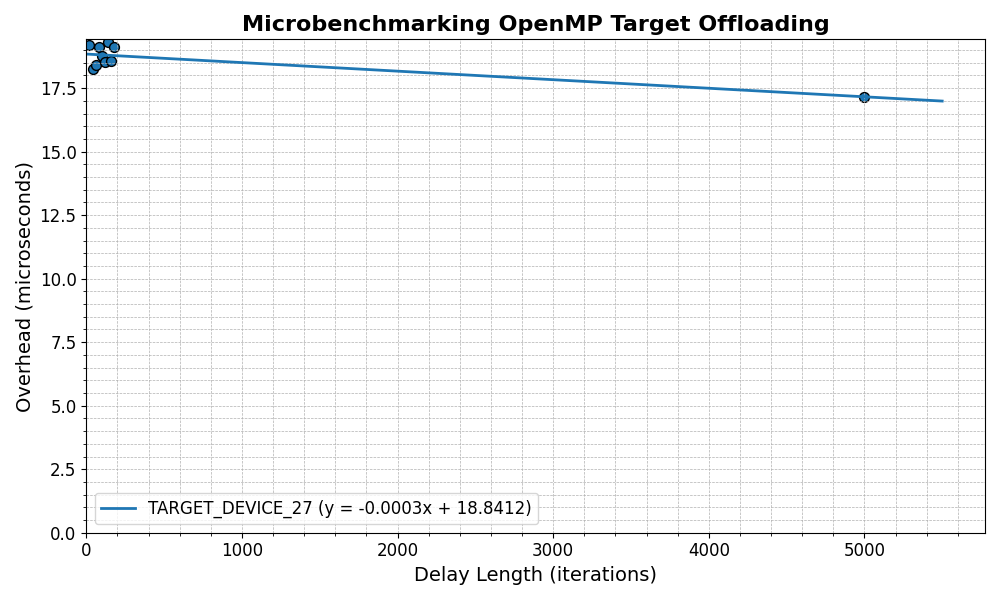 Microbenchmarking OpenMP Target Offloading
Overhead (microseconds)
17.5
15.0
12.5
10.0
7.5
5.0
2.5
0.0
TARGET_DEVICE_27 (y = -0.0003x + 18.8412)
0 1000 2000 3000 4000 5000
Delay Length (iterations)